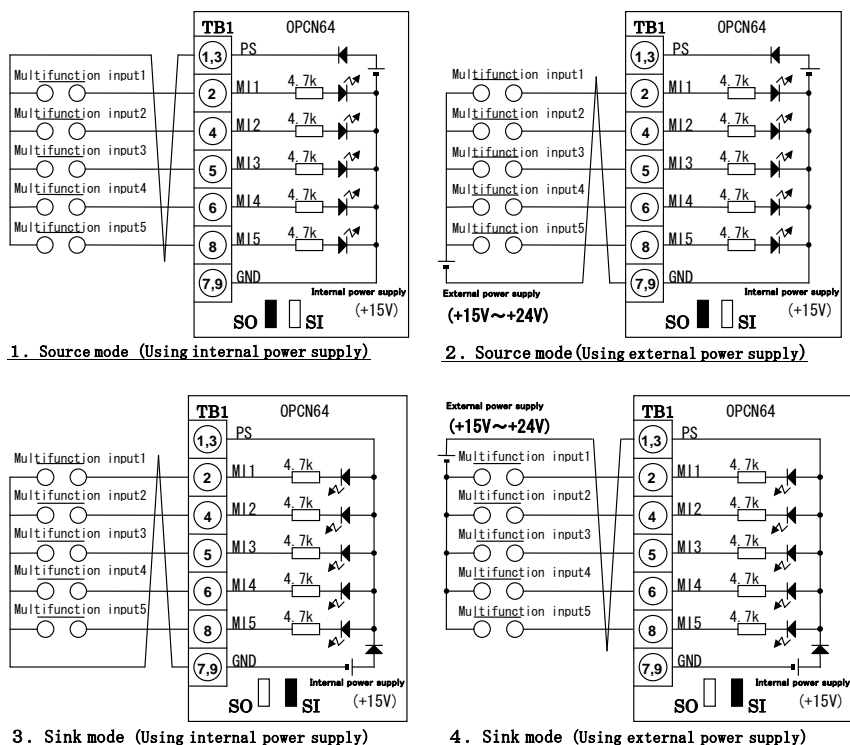 TB1 OPCN64
1,3 PS
Multifunction input1
2 MI1 4.7k
Multifunction input2
4 MI2 4.7k
Multifunction input3
5 MI3 4.7k
Multifunction input4
6 MI4 4.7k
Multifunction input5
8 MI5 4.7k
7,9 GND
Internal power supply
(+15V)
SO SI
1. Source mode (Using internal power supply)
TB1 OPCN64
1,3 PS
Multifunction input1
2 MI1 4.7k
Multifunction input2
4 MI2 4.7k
Multifunction input3
5 MI3 4.7k
Multifunction input4
6 MI4 4.7k
Multifunction input5
8 MI5 4.7k
7,9 GND
External power supply
(+15V~+24V)
Internal power supply
(+15V)
SO SI
2. Source mode(Using external power supply)
TB1 OPCN64
1,3 PS
Multifunction input1
2 MI1 4.7k
Multifunction input2
4 MI2 4.7k
Multifunction input3
5 MI3 4.7k
Multifunction input4
6 MI4 4.7k
Multifunction input5
8 MI5 4.7k
7,9 GND
Internal power supply
(+15V)
SO SI
3. Sink mode (Using internal power supply)
External power supply
(+15V~+24V)
TB1 OPCN64
1,3 PS
Multifunction input1
2 MI1 4.7k
Multifunction input2
4 MI2 4.7k
Multifunction input3
5 MI3 4.7k
Multifunction input4
6 MI4 4.7k
Multifunction input5
8 MI5 4.7k
7,9 GND
Internal power supply
(+15V)
SO SI
4. Sink mode (Using external power supply)